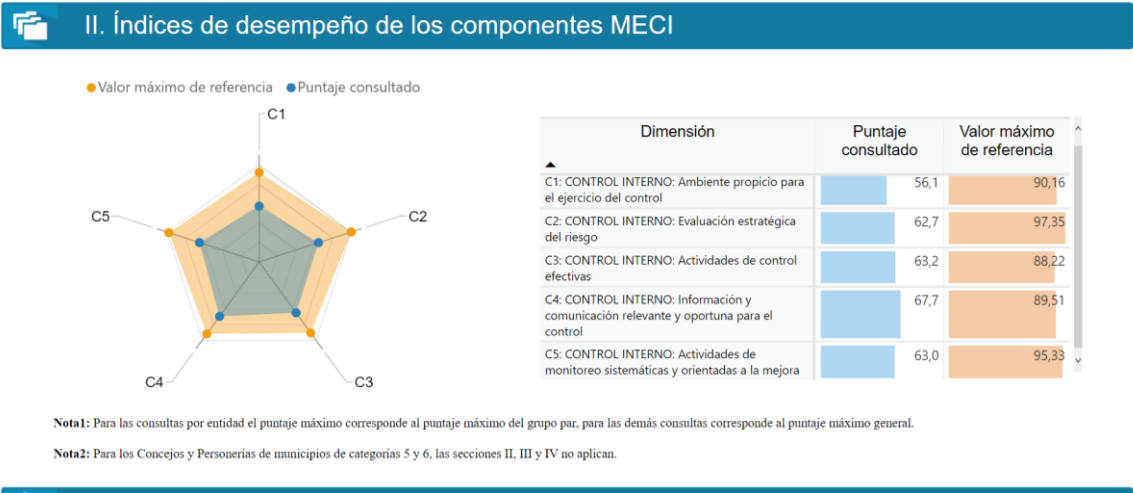 II. Índices de desempeño de los componentes MECI
Valor máximo de referencia Puntaje consultado
C1
C2
C3
C4
C5
Dimensión Puntaje consultado Valor máximo de referencia
C1: CONTROL INTERNO: Ambiente propicio para
el ejercicio del control
56,1 90,16
C2: CONTROL INTERNO: Evaluación estratégica
del riesgo
62,7 97,35
C3: CONTROL INTERNO: Actividades de control
efectivas
63,2 88,22
C4: CONTROL INTERNO: Información y
comunicación relevante y oportuna para el
control
67,7 89,51
C5: CONTROL INTERNO: Actividades de
monitoreo sistemáticas y orientadas a la mejora
63,0 95,33
Nota1: Para las consultas por entidad el puntaje máximo corresponde al puntaje máximo del grupo par, para las demás consultas corresponde al puntaje máximo general.
Nota2: Para los Concejos y Personerías de municipios de categorías 5 y 6, las secciones II, III y IV no aplican.